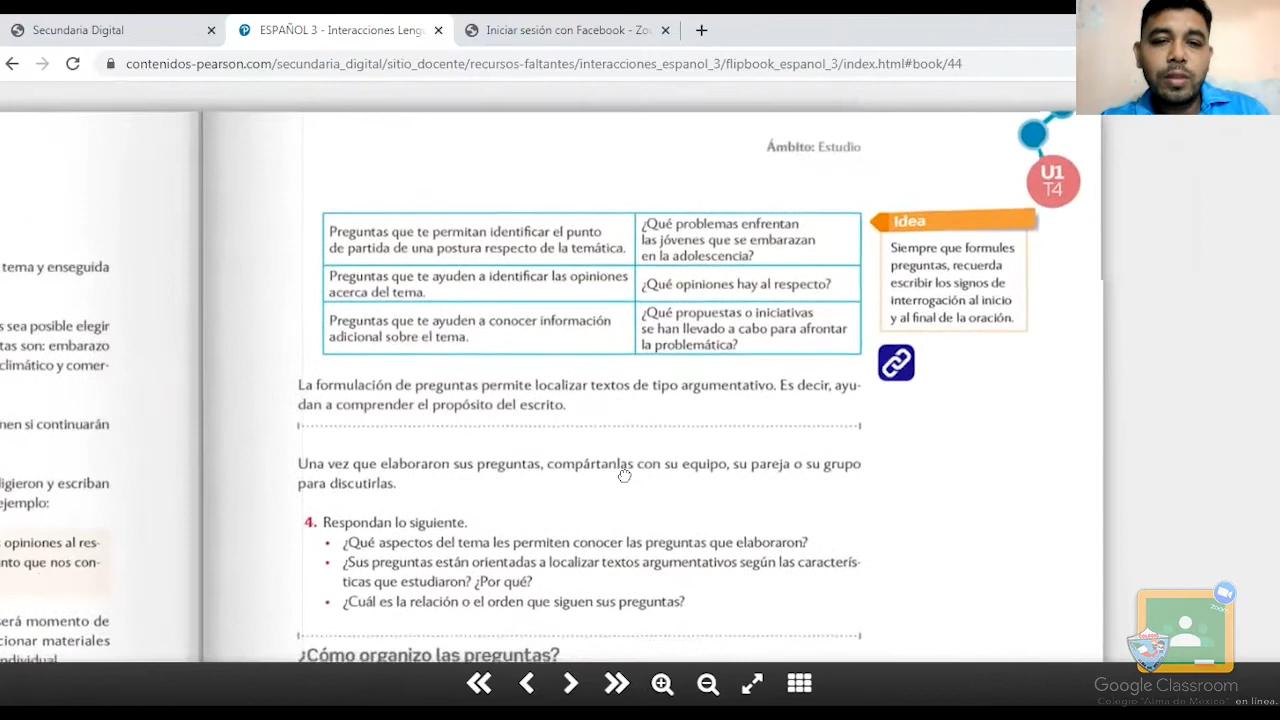 Secundaria Digital
ESPAÑOL 3 - Interacciones Leng
Iniciar sesión con Facebook - Zo
contenidos-pearson.com/secundaria_digital/sitio_docente/recursos-faltantes/interacciones_espanol_3/flipbook_espanol_3/index.html#book/44
Ámbito: Estudio
U1
T4
Preguntas que te permitan identificar el punto
de partida de una postura respecto de la temática.
¿Qué problemas enfrentan
las jóvenes que se embarazan
en la adolescencia?
Preguntas que te ayuden a identificar las opiniones
acerca del tema.
¿Qué opiniones hay al respecto?
Preguntas que te ayuden a conocer información
adicional sobre el tema.
¿Qué propuestas o iniciativas
se han llevado a cabo para afrontar
la problemática?
Idea
Siempre que formules
preguntas, recuerda
escribir los signos de
interrogación al inicio
y al final de la oración.
tema y enseguida
s sea posible elegir
tas son: embarazo
climático y comer-
nen si continuarán
igieron y escriban
ejemplo:
opiniones al res-
nto que nos con-
será momento de
cionar materiales
ndividual.
La formulación de preguntas permite localizar textos de tipo argumentativo. Es decir, ayu-
dan a comprender el propósito del escrito.
Una vez que elaboraron sus preguntas, compártanlas con su equipo, su pareja o su grupo
para discutirlas.
4. Respondan lo siguiente.
• ¿Qué aspectos del tema les permiten conocer las preguntas que elaboraron?
• ¿Sus preguntas están orientadas a localizar textos argumentativos según las caracterís-
ticas que estudiaron? ¿Por qué?
• ¿Cuál es la relación o el orden que siguen sus preguntas?
¿Cómo organizo las preguntas?
zoom
Google Classroom
Colegio "Alma de México" en línea.